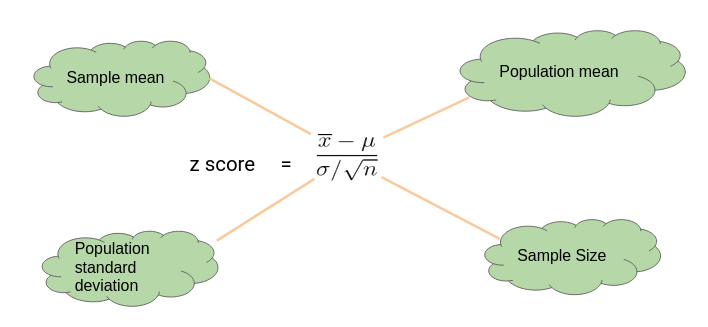 Sample mean
Population mean
z score = x̄ − μ / σ/√n
Population
standard
deviation
Sample Size